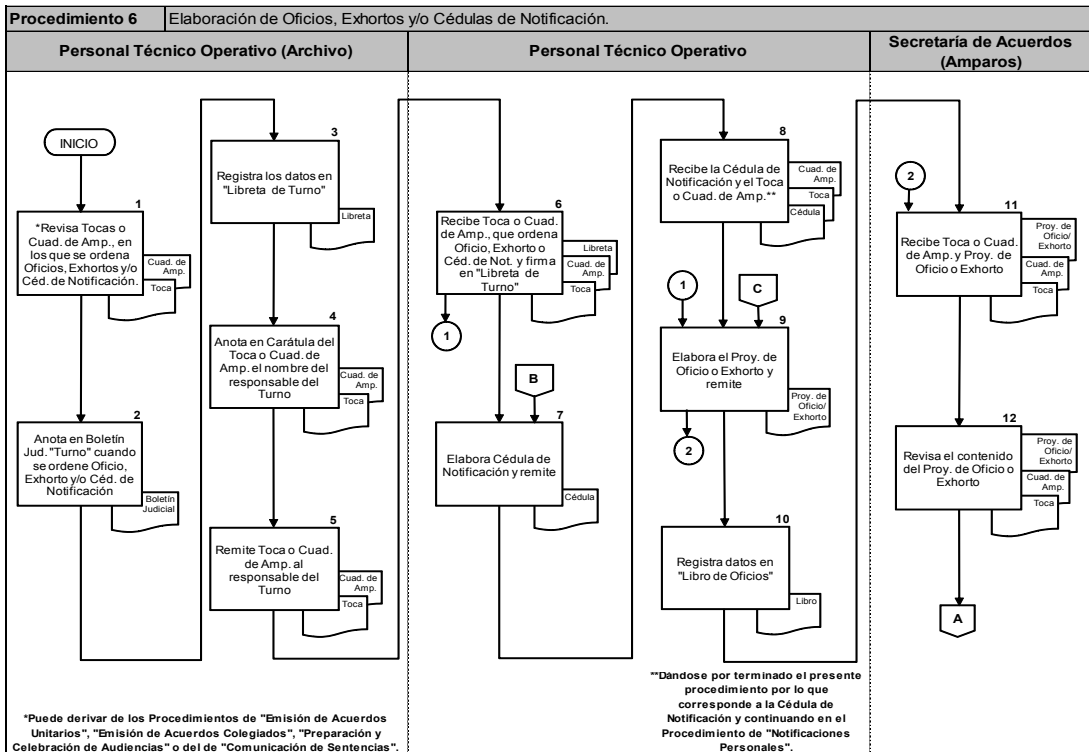 Procedimiento 6
Elaboración de Oficios, Exhortos y/o Cédulas de Notificación.
Personal Técnico Operativo (Archivo)
Personal Técnico Operativo
Secretaría de Acuerdos
(Amparos)
INICIO
1
*Revisa Tocas o
Cuad. de Amp., en
los que se ordena
Oficios, Exhortos y/o
Céd. de Notificación.
Cuad. de
Amp.
Toca
2
Anota en Boletín
Jud. "Turno" cuando
se ordene Oficio,
Exhorto y/o Céd. de
Notificación
Boletín
Judicial
3
Registra los datos en
"Libreta de Turno"
Libreta
4
Anota en Carátula del
Toca o Cuad. de
Amp. el nombre del
responsable del
Turno
Cuad. de
Amp.
Toca
5
Remite Toca o Cuad.
de Amp. al
responsable del
Turno
Cuad. de
Amp.
Toca
*Puede derivar de los Procedimientos de "Emisión de Acuerdos
Unitarios", "Emisión de Acuerdos Colegiados", "Preparación y
Celebración de Audiencias" o del de "Comunicación de Sentencias".
6
Recibe Toca o Cuad.
de Amp., que ordena
Oficio, Exhorto o
Céd. de Not. y firma
en "Libreta de
Turno"
Libreta
Cuad. de
Amp.
Toca
1
B
7
Elabora Cédula de
Notificación y remite
Cédula
8
Recibe la Cédula de
Notificación y el Toca
o Cuad. de Amp.**
Cuad. de
Amp.
Toca
Cédula
1
C
9
Elabora el Proy. de
Oficio o Exhorto y
remite
Proy. de
Oficio/
Exhorto
2
10
Registra datos en
"Libro de Oficios"
Libro
**Dándose por terminado el presente
procedimiento por lo que
corresponde a la Cédula de
Notificación y continuando en el
Procedimiento de "Notificaciones
Personales".
2
11
Recibe Toca o Cuad.
de Amp. y Proy. de
Oficio o Exhorto
Proy. de
Oficio/
Exhorto
Cuad. de
Amp.
Toca
12
Revisa el contenido
del Proy. de Oficio o
Exhorto
Proy. de
Oficio/
Exhorto
Cuad. de
Amp.
Toca
A